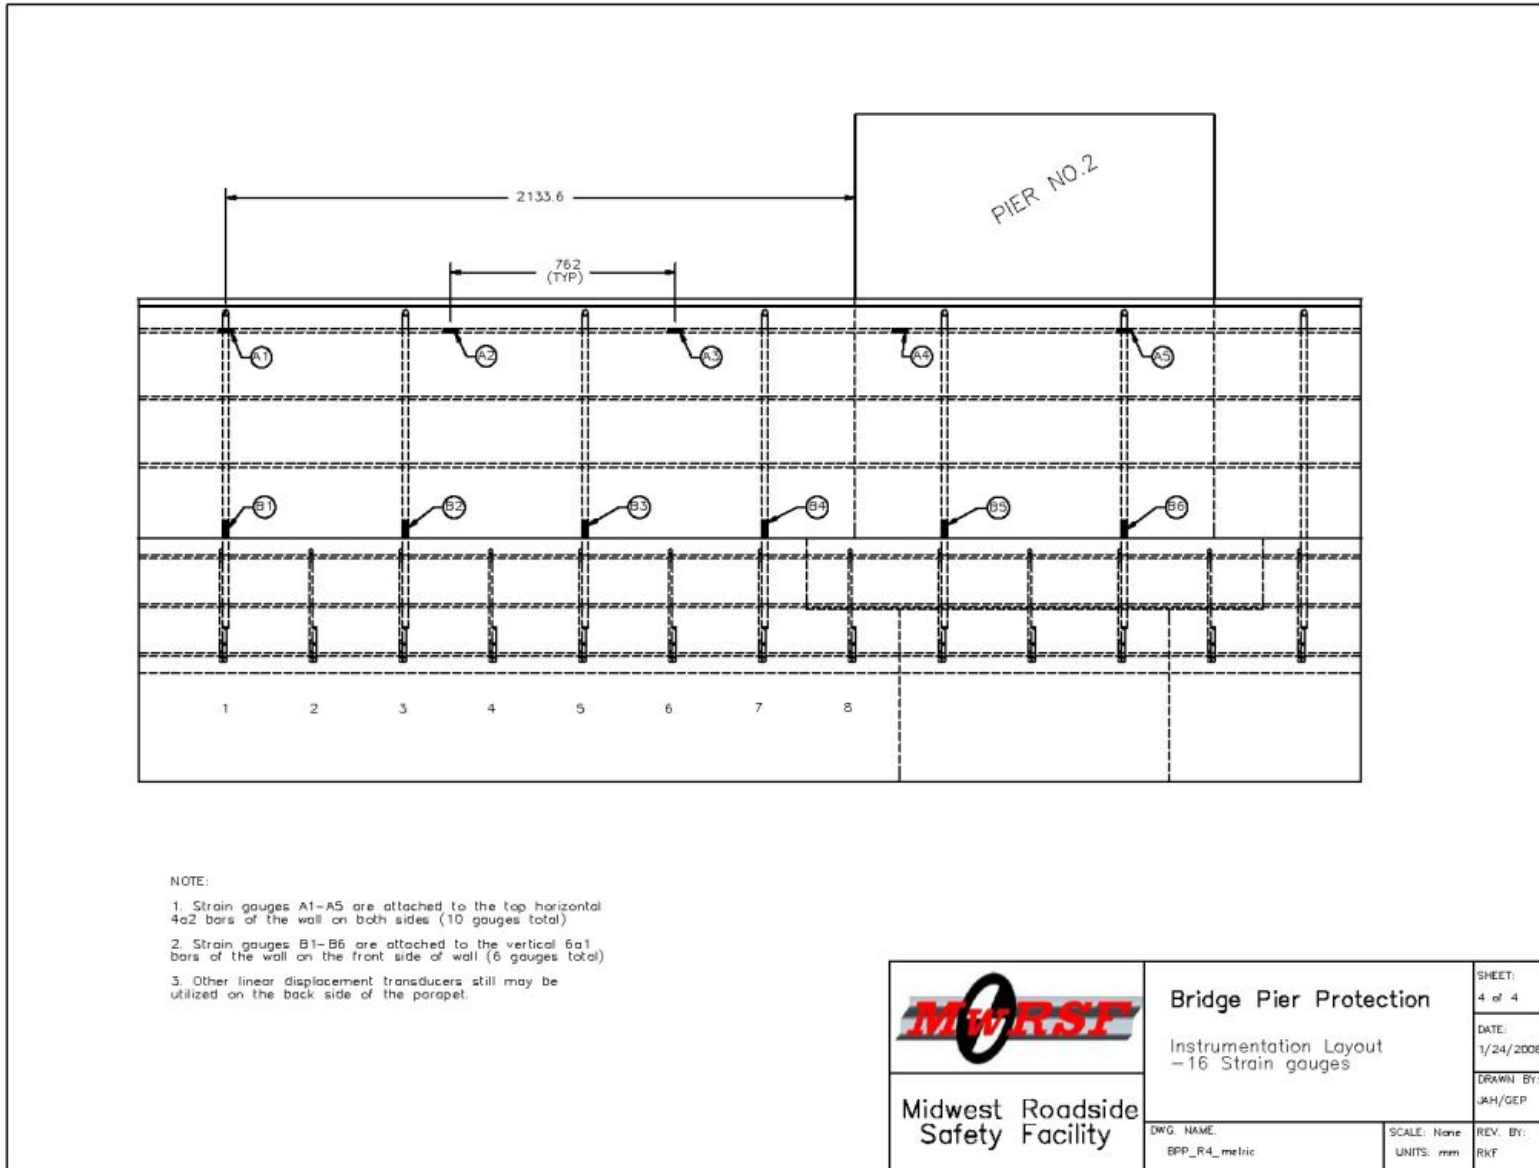 PIER NO.2
2133.6
762
(TYP)
A1
A2
A3
A4
A5
B1
B2
B3
B4
B5
B6
1 2 3 4 5 6 7 8
NOTE:
1. Strain gauges A1-A5 are attached to the top horizontal
4a2 bars of the wall on both sides (10 gauges total)
2. Strain gauges B1-B6 are attached to the vertical 6a1
bars of the wall on the front side of wall (6 gauges total)
3. Other linear displacement transducers still may be
utilized on the back side of the parapet.
MwRSF
Midwest Roadside
Safety Facility
Bridge Pier Protection
Instrumentation Layout
-16 Strain gauges
DWG. NAME.
BPP_R4_metric
SCALE: None
UNITS: mm
SHEET:
4 of 4
DATE:
1/24/2008
DRAWN BY:
JAH/GEP
REV. BY:
RKF